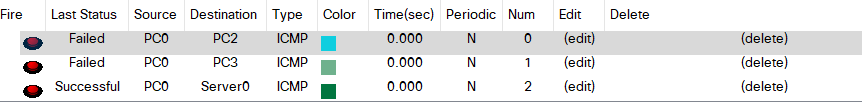 Fire Last Status Source Destination Type Color Time(sec) Periodic Num Edit Delete
Failed PC0 PC2 ICMP 0.000 N 0 (edit) (delete)
Failed PC0 PC3 ICMP 0.000 N 1 (edit) (delete)
Successful PC0 Server0 ICMP 0.000 N 2 (edit) (delete)